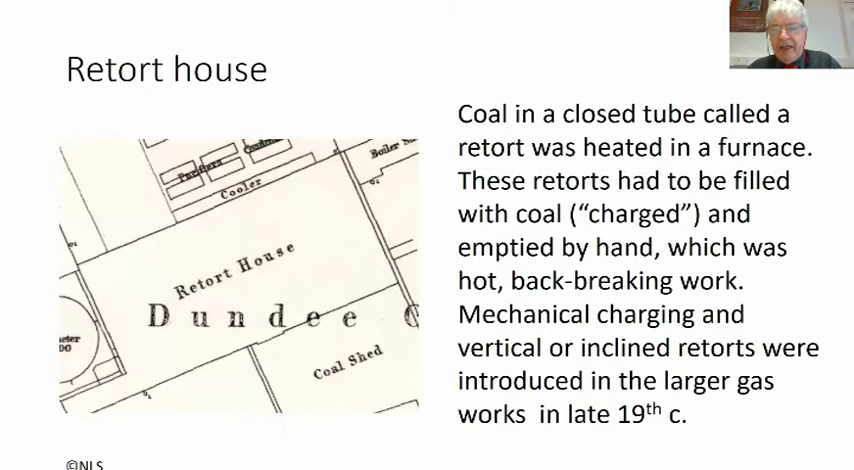 Retort house
Coal in a closed tube called a
retort was heated in a furnace.
These retorts had to be filled
with coal (“charged”) and
emptied by hand, which was
hot, back-breaking work.
Mechanical charging and
vertical or inclined retorts were
introduced in the larger gas
works  in late 19th c.
Purifiers
Boiler
Cooler
Retort House
Dundee
Coal Shed
©NLS